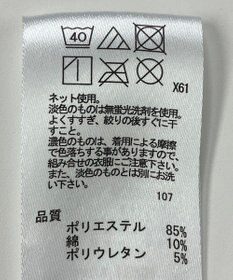 40
X61
ネット使用。
淡色のものは無蛍光洗剤を使用。
よくすすぎ、絞りの後すぐに干
すこと。
濃色のものは、着用による摩擦
で色落ちする事がありますので、
組み合せの衣服にご注意下さい。
また、淡色のものとは別にお洗
濯下さい。
107
品質
ポリエステル 85%
綿 10%
ポリウレタン 5%